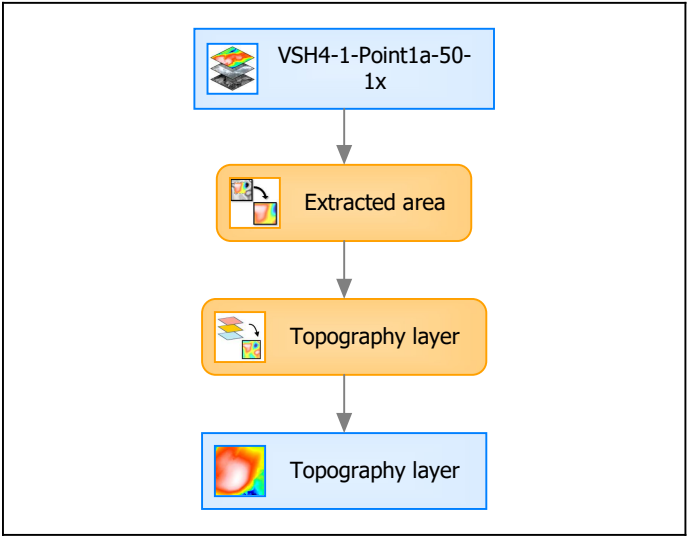 VSH4-1-Point1a-50-
1x
Extracted area
Topography layer
Topography layer